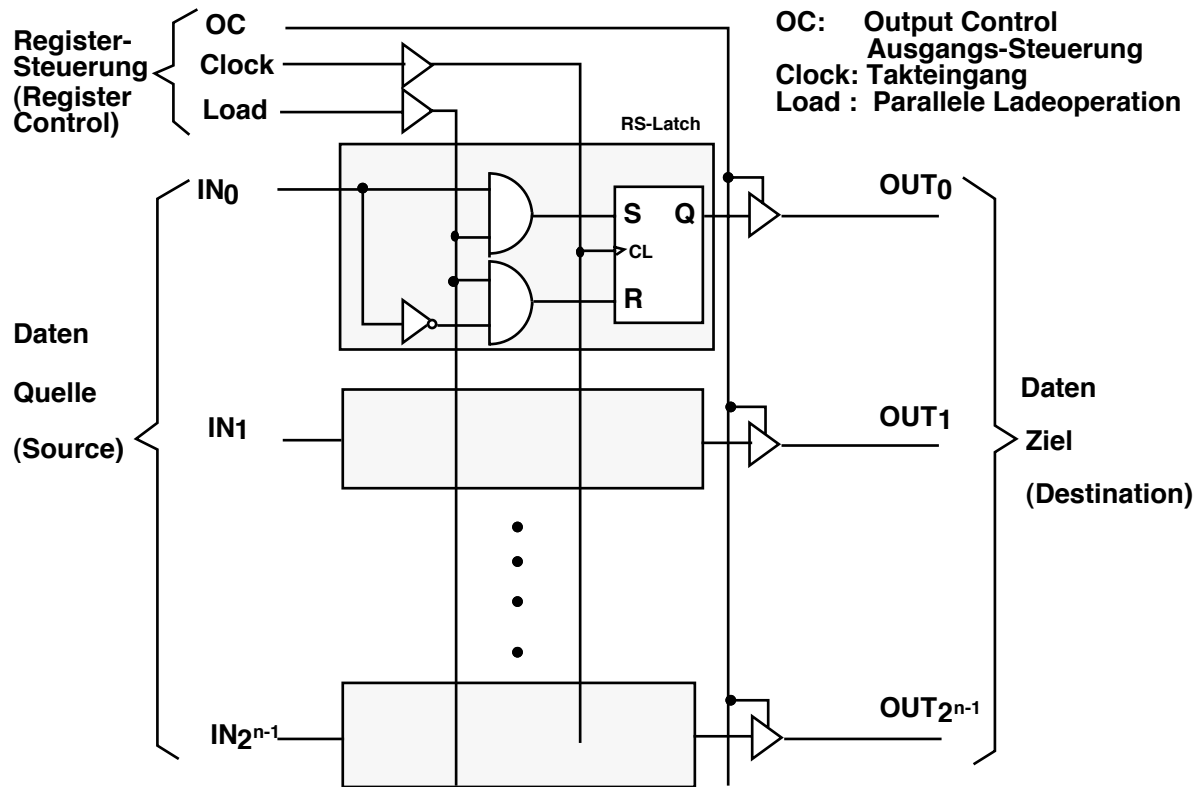 Register-
Steuerung
(Register
Control)
OC
Clock
Load
OC: Output Control
Ausgangs-Steuerung
Clock: Takteingang
Load : Parallele Ladeoperation
RS-Latch
IN0
S Q
CL
R
OUT0
Daten
Quelle
(Source)
IN1
OUT1
Daten
Ziel
(Destination)
IN2n-1
OUT2n-1